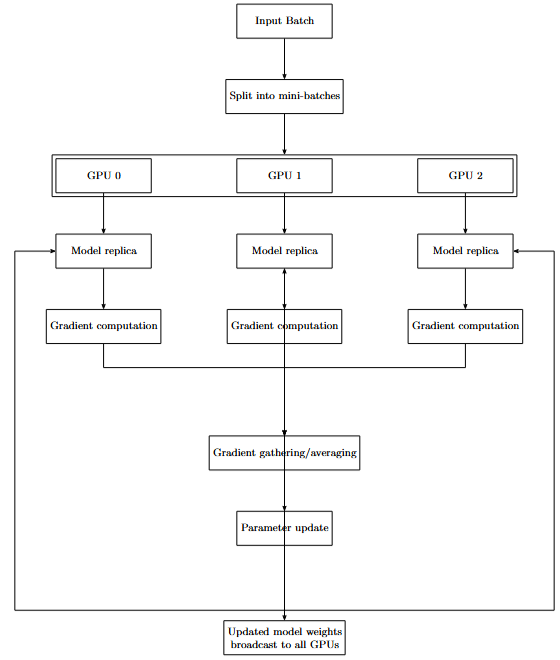 Input Batch
Split into mini-batches
GPU 0
GPU 1
GPU 2
Model replica
Model replica
Model replica
Gradient computation
Gradient computation
Gradient computation
Gradient gathering/averaging
Parameter update
Updated model weights
broadcast to all GPUs